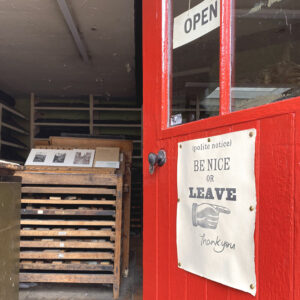 OPEN
(polite notice)
BE NICE
OR
LEAVE
thank you